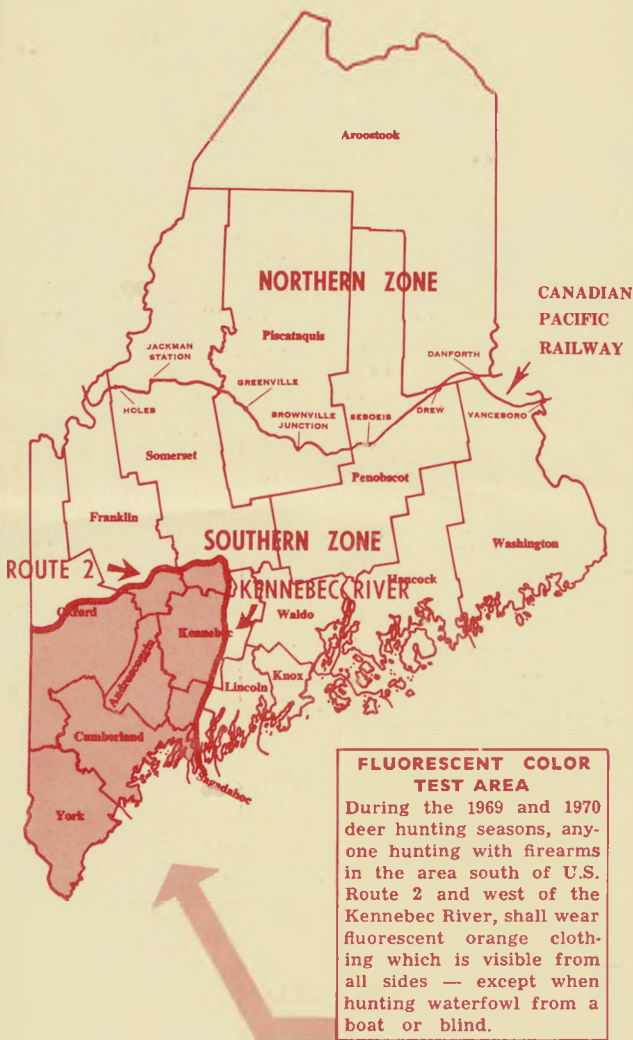 Aroostook
NORTHERN ZONE
CANADIAN
PACIFIC
RAILWAY
Piscataquis
JACKMAN
STATION
DANFORTH
GREENVILLE
HOLEB
BROWNVILLE
JUNCTION
SEBOEIS
DREW
VANCEBORO
Somerset
Penobscot
Franklin
SOUTHERN ZONE
Washington
ROUTE 2
Hancock
KENNEBEC RIVER
Oxford
Waldo
Kennebec
Androscoggin
Knox
Lincoln
Cumberland
Sagadahoc
York
FLUORESCENT COLOR
TEST AREA
During the 1969 and 1970
deer hunting seasons, any-
one hunting with firearms
in the area south of U.S.
Route 2 and west of the
Kennebec River, shall wear
fluorescent orange cloth-
ing which is visible from
all sides — except when
hunting waterfowl from a
boat or blind.